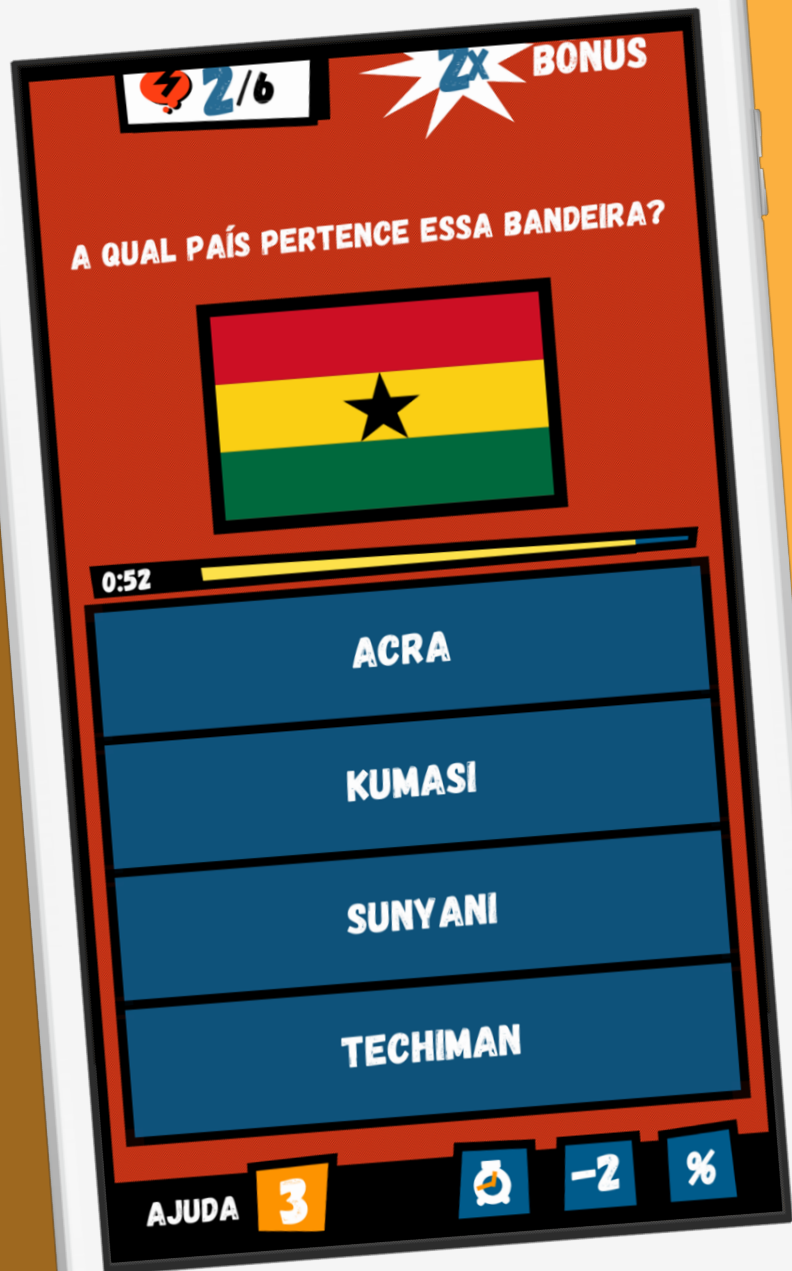 2/6
2x BONUS
A QUAL PAÍS PERTENCE ESSA BANDEIRA?
0:52
ACRA
KUMASI
SUNYANI
TECHIMAN
AJUDA 3 -2 %